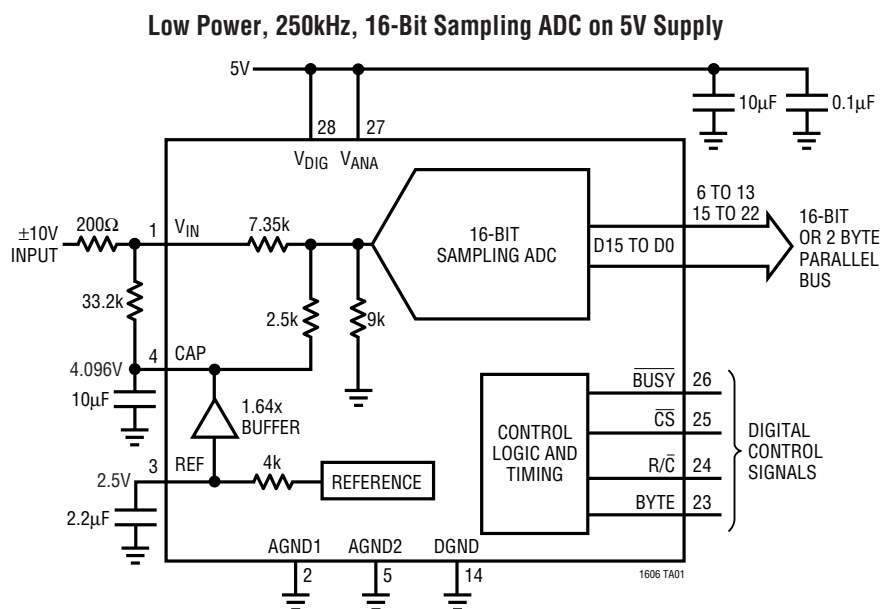 Low Power, 250kHz, 16-Bit Sampling ADC on 5V Supply
5V
10µF
0.1µF
28
27
VDIG
VANA
6 TO 13
15 TO 22
200Ω
1
VIN
7.35k
±10V
INPUT
16-BIT
SAMPLING ADC
D15 TO D0
16-BIT
OR 2 BYTE
PARALLEL
BUS
33.2k
2.5k
9k
4
CAP
4.096V
10µF
1.64x
BUFFER
BUSY
26
CS
25
CONTROL
LOGIC AND
TIMING
DIGITAL
CONTROL
SIGNALS
R/C
24
BYTE
23
3
REF
4k
REFERENCE
2.5V
2.2µF
AGND1
AGND2
DGND
2
5
14
1606 TA01